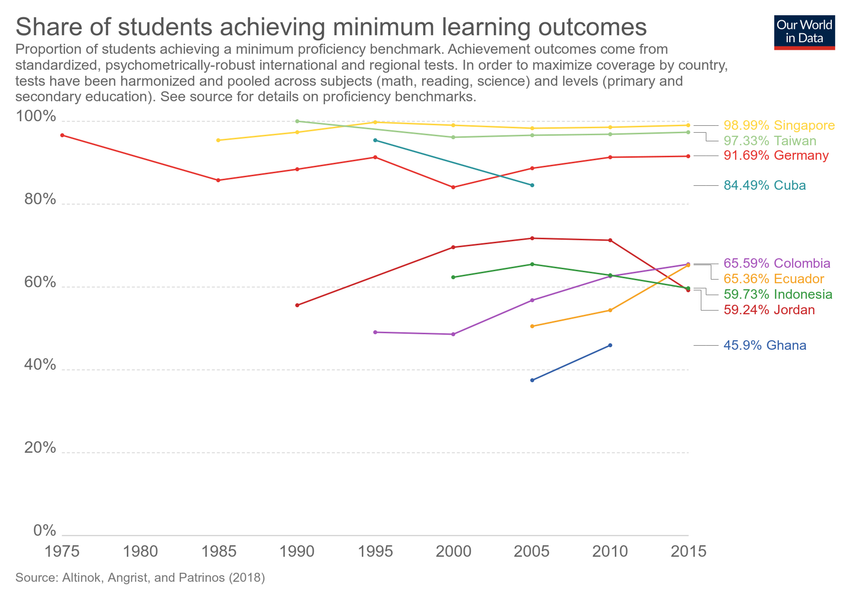 Share of students achieving minimum learning outcomes
Our World
in Data
Proportion of students achieving a minimum proficiency benchmark. Achievement outcomes come from
standardized, psychometrically-robust international and regional tests. In order to maximize coverage by country,
tests have been harmonized and pooled across subjects (math, reading, science) and levels (primary and
secondary education). See source for details on proficiency benchmarks.
100%
98.99% Singapore
97.33% Taiwan
91.69% Germany
84.49% Cuba
80%
65.59% Colombia
65.36% Ecuador
60%
59.73% Indonesia
59.24% Jordan
45.9% Ghana
40%
20%
0%
1975 1980 1985 1990 1995 2000 2005 2010 2015
Source: Altinok, Angrist, and Patrinos (2018)